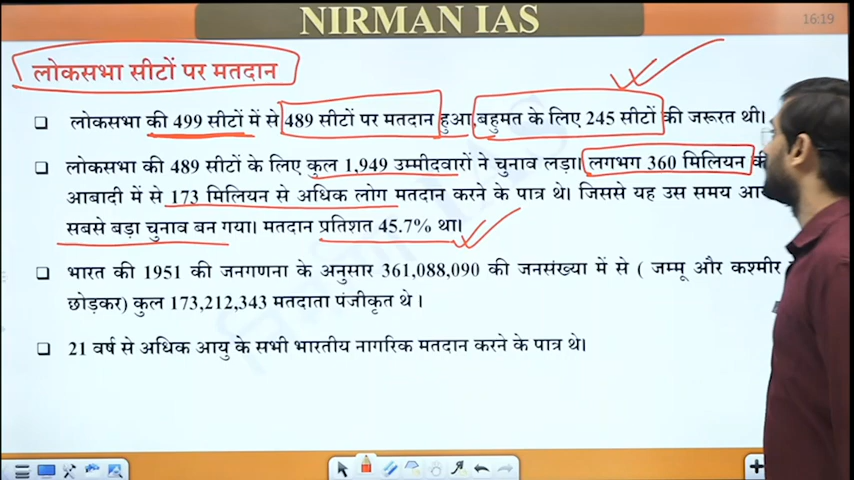 NIRMAN IAS
16:19
लोकसभा सीटों पर मतदान
लोकसभा की 499 सीटों में से 489 सीटों पर मतदान हुआ, बहुमत के लिए 245 सीटों की जरूरत थी।
लोकसभा की 489 सीटों के लिए कुल 1,949 उम्मीदवारों ने चुनाव लड़ा। लगभग 360 मिलियन की
आबादी में से 173 मिलियन से अधिक लोग मतदान करने के पात्र थे। जिससे यह उस समय
सबसे बड़ा चुनाव बन गया। मतदान प्रतिशत 45.7% था।
भारत की 1951 की जनगणना के अनुसार 361,088,090 की जनसंख्या में से ( जम्मू और कश्मीर
छोड़कर) कुल 173,212,343 मतदाता पंजीकृत थे ।
21 वर्ष से अधिक आयु के सभी भारतीय नागरिक मतदान करने के पात्र थे।